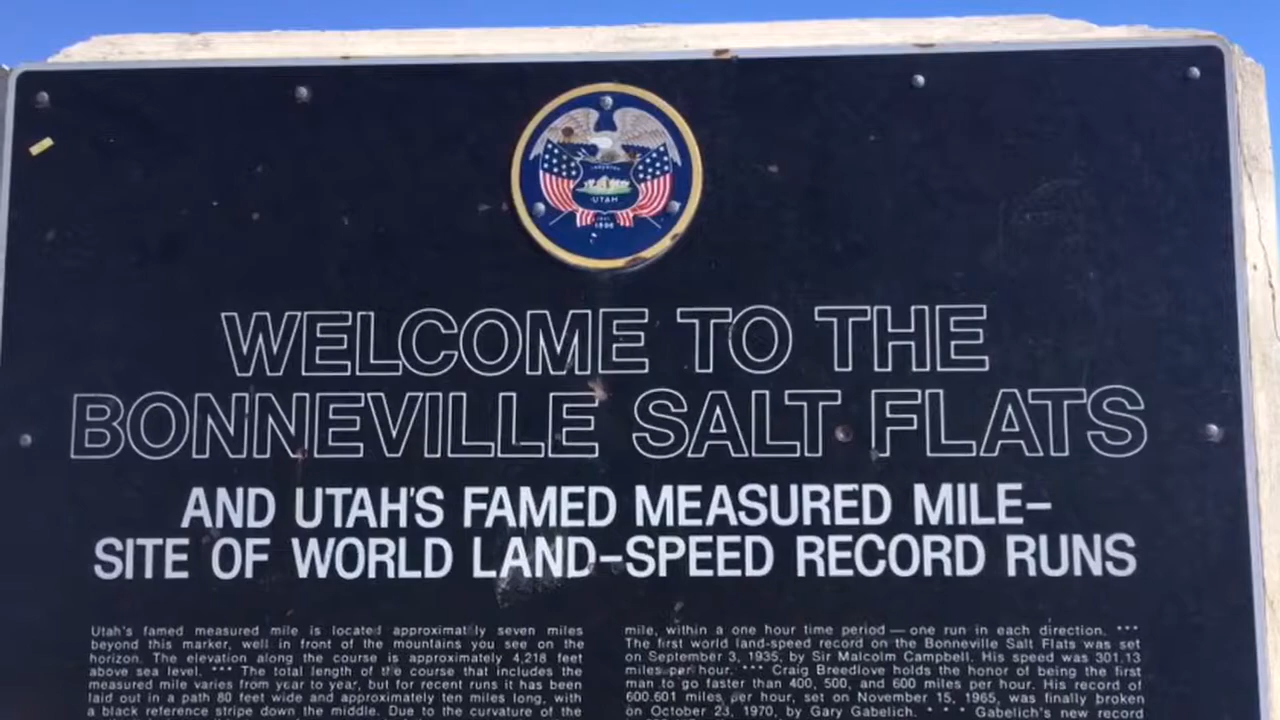 UTAH
1896
WELCOME TO THE
BONNEVILLE SALT FLATS
AND UTAH'S FAMED MEASURED MILE–
SITE OF WORLD LAND–SPEED RECORD RUNS
Utah's famed measured mile is located approximately seven miles
beyond this marker, well in front of the mountains you see on the
horizon. The elevation along the course is approximately 4,218 feet
above sea level. *** The total length of the course that includes the
measured mile varies from year to year, but for recent runs it has been
laid out in a path 80 feet wide and approximately ten miles long, with
a black reference stripe down the middle. Due to the curvature of the
mile, within a one hour time period — one run in each direction. ***
The first world land-speed record on the Bonneville Salt Flats was set
on September 3, 1935, by Sir Malcolm Campbell. His speed was 301.13
miles per hour. *** Craig Breedlove holds the honor of being the first
man to go faster than 400, 500, and 600 miles per hour. His record of
600.601 miles per hour, set on November 15, 1965, was finally broken
on October 23, 1970, by Gary Gabelich. * * * Gabelich's new record